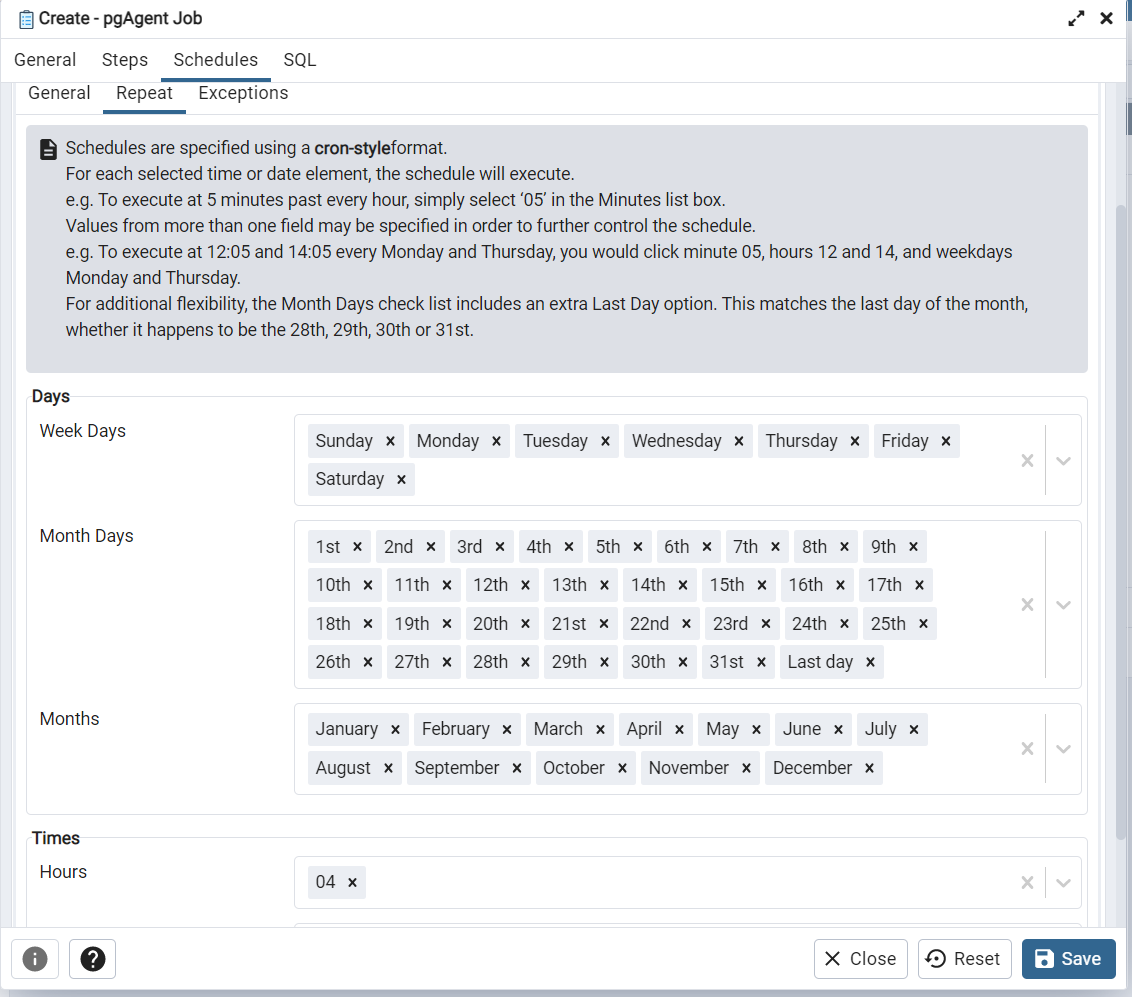 Create - pgAgent Job
General Steps Schedules SQL
General Repeat Exceptions
Schedules are specified using a cron-styleformat.
For each selected time or date element, the schedule will execute.
e.g. To execute at 5 minutes past every hour, simply select ‘05’ in the Minutes list box.
Values from more than one field may be specified in order to further control the schedule.
e.g. To execute at 12:05 and 14:05 every Monday and Thursday, you would click minute 05, hours 12 and 14, and weekdays
Monday and Thursday.
For additional flexibility, the Month Days check list includes an extra Last Day option. This matches the last day of the month,
whether it happens to be the 28th, 29th, 30th or 31st.
Days
Week Days
Sunday Monday Tuesday Wednesday Thursday Friday
Saturday
Month Days
1st 2nd 3rd 4th 5th 6th 7th 8th 9th
10th 11th 12th 13th 14th 15th 16th 17th
18th 19th 20th 21st 22nd 23rd 24th 25th
26th 27th 28th 29th 30th 31st Last day
Months
January February March April May June July
August September October November December
Times
Hours
04
Close Reset Save